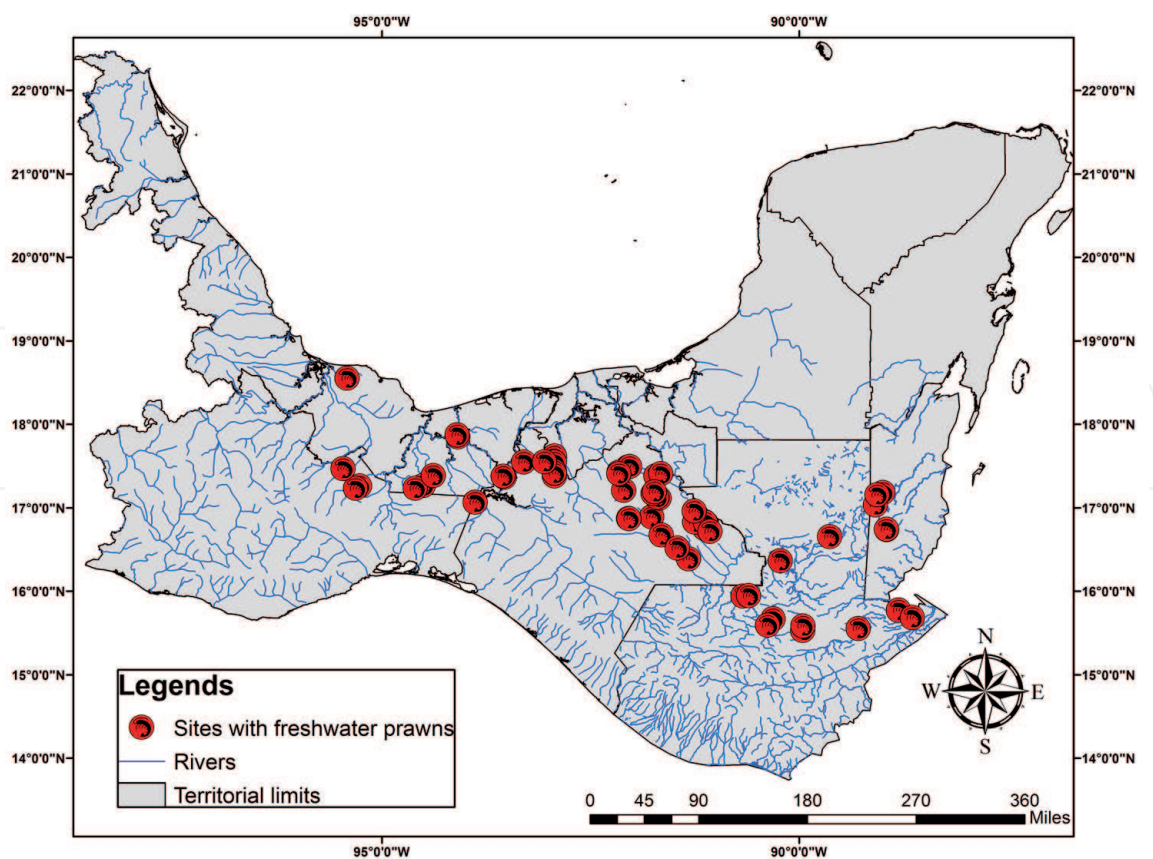 95°0'0"W 90°0'0"W
22°0'0"N 22°0'0"N
21°0'0"N 21°0'0"N
20°0'0"N 20°0'0"N
19°0'0"N 19°0'0"N
18°0'0"N 18°0'0"N
17°0'0"N 17°0'0"N
16°0'0"N 16°0'0"N
15°0'0"N 15°0'0"N
14°0'0"N 14°0'0"N
N
W E
S
Legends
Sites with freshwater prawns
Rivers
Territorial limits
0 45 90 180 270 360
Miles
95°0'0"W 90°0'0"W